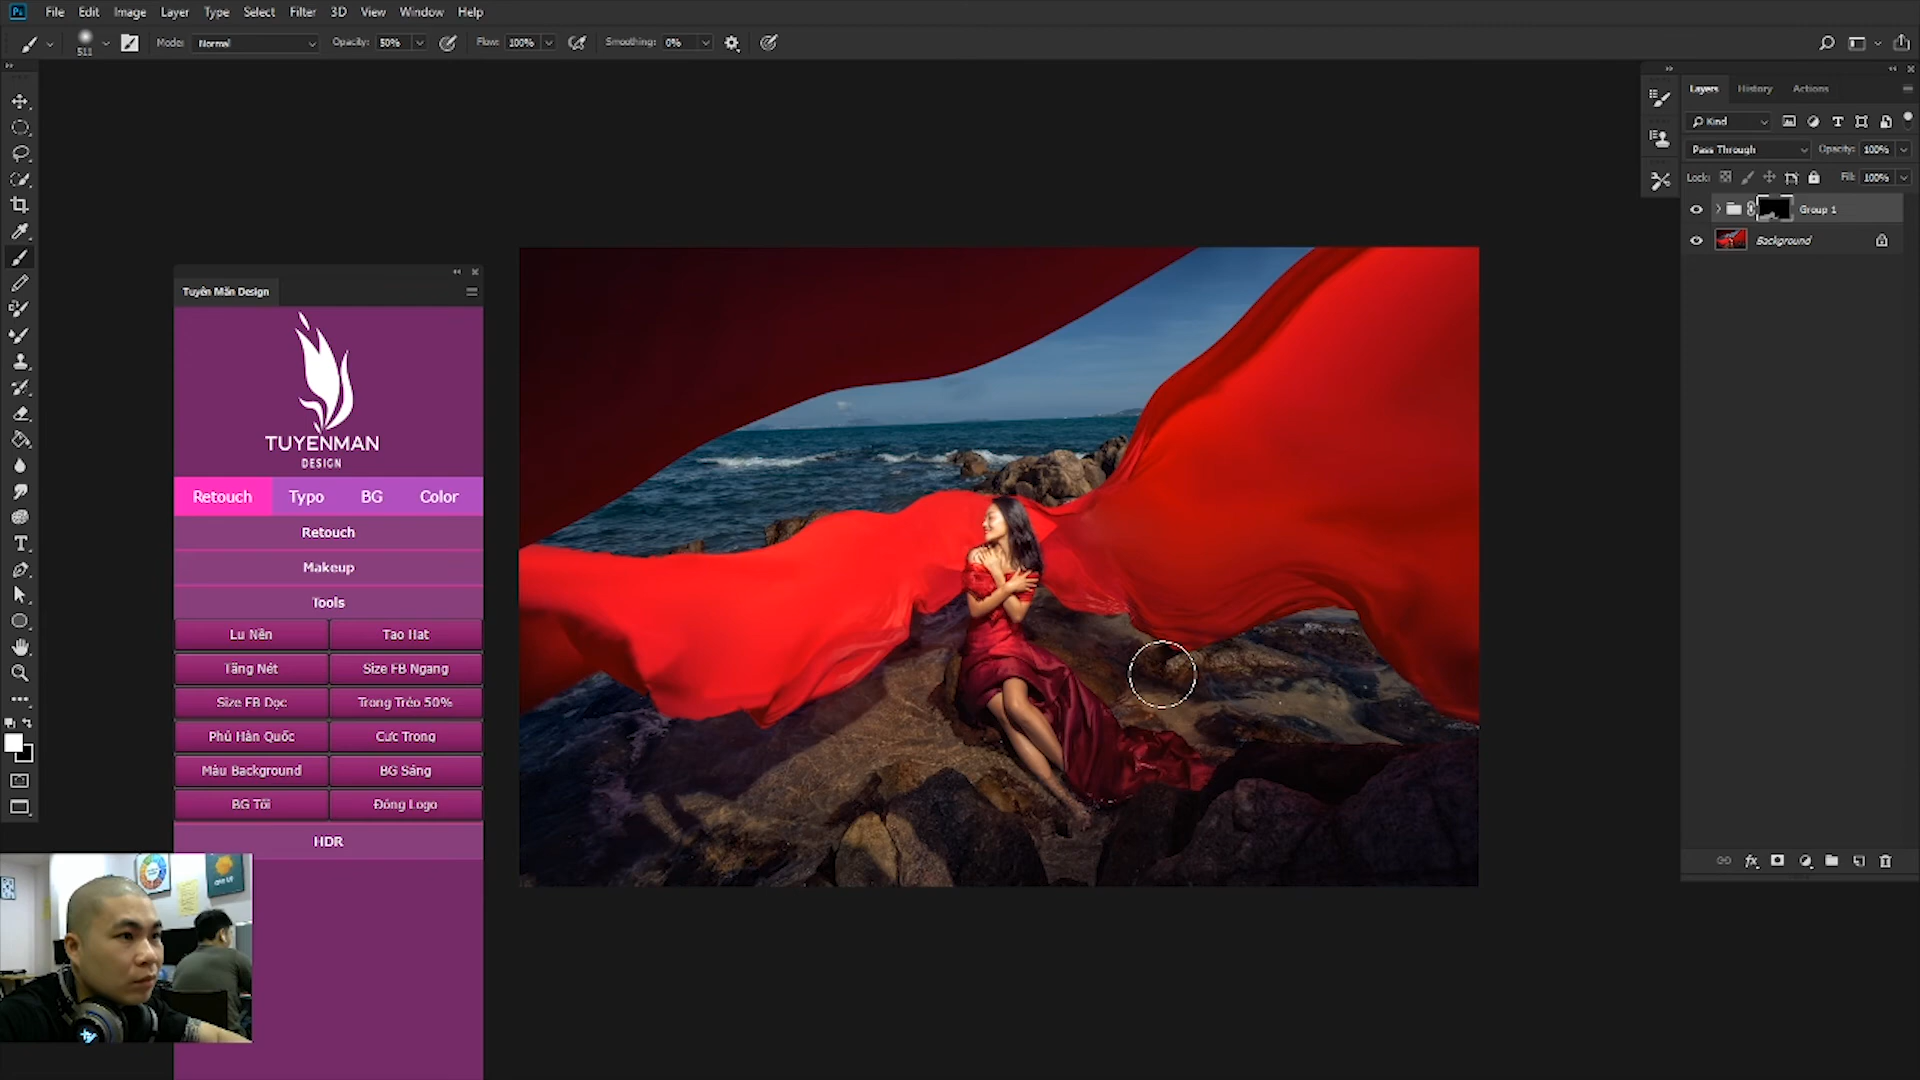 Ps File Edit Image Layer Type Select Filter 3D View Window Help
511 Mode: Normal Opacity: 50% Flow: 100% Smoothing: 0%
Layers History Actions
Kind
Pass Through Opacity: 100%
Lock: Fill: 100%
Group 1
Background
Tuyên Mãn Design
TUYENMAN
DESIGN
Retouch Typo BG Color
Retouch
Makeup
Tools
Lu Nền Tao Hat
Tăng Nét Size FB Ngang
Size FB Dọc Trong Trẻo 50%
Phủ Hàn Quốc Cực Trong
Màu Background BG Sáng
BG Tối Đóng Logo
HDR